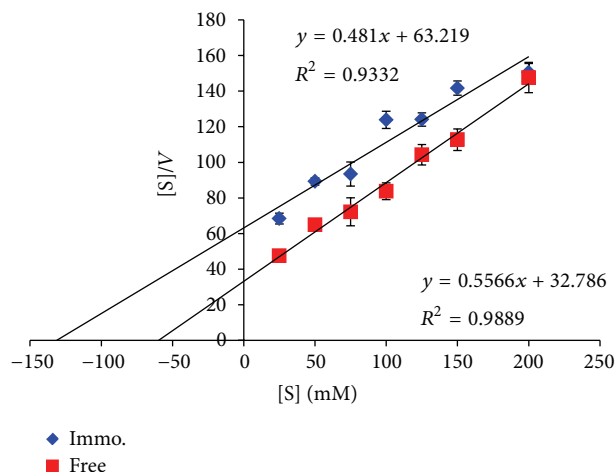 y = 0.481x + 63.219
R² = 0.9332
180
160
140
120
100
80
60
40
20
0
[S]/V
y = 0.5566x + 32.786
R² = 0.9889
−150 −100 −50 0 50 100 150 200 250
[S] (mM)
Immo.
Free